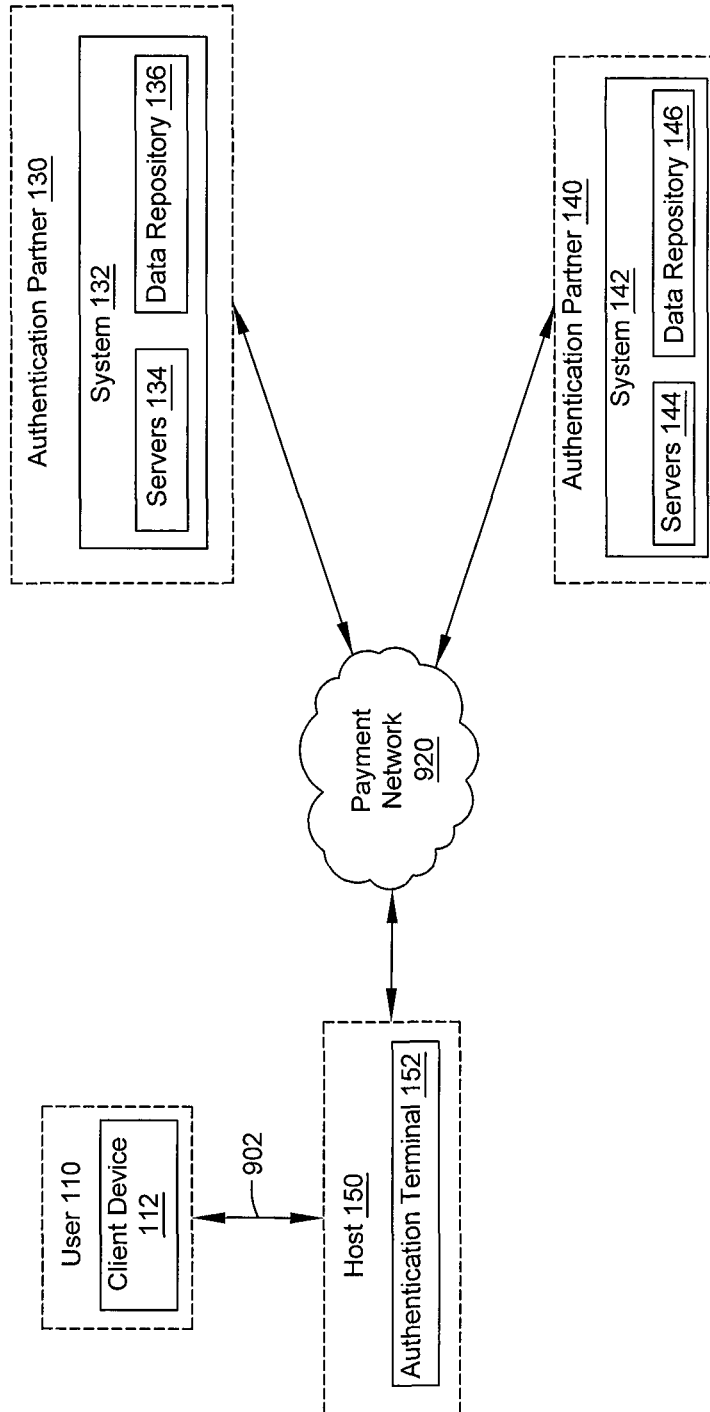 User 110
Client Device
112
902
Host 150
Authentication Terminal 152
Payment
Network
920
Authentication Partner 130
System 132
Servers 134
Data Repository 136
Authentication Partner 140
System 142
Servers 144
Data Repository 146